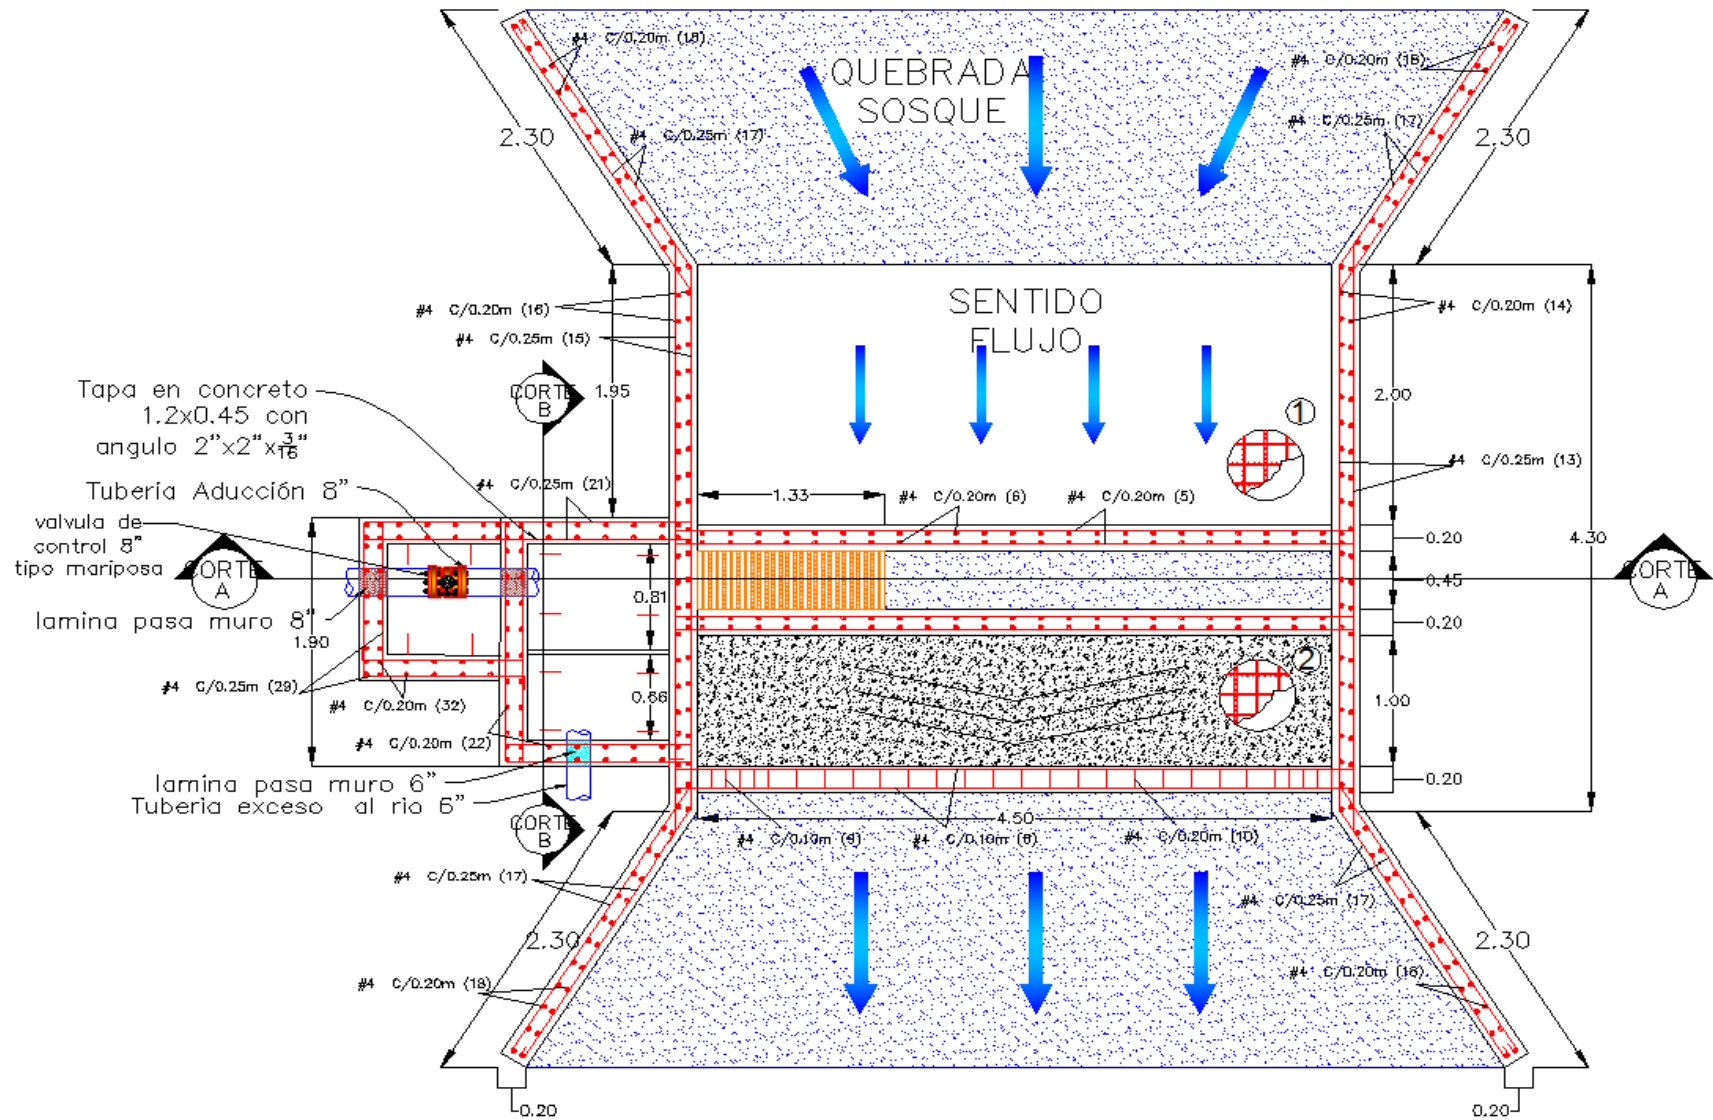 #4 C/0.20m (18)
#4 C/0.20m (18)
QUEBRADA
SOSQUE
2.30
#4 C/0.25m (17)
#4 C/0.25m (17)
2.30
SENTIDO
FLUJO
#4 C/0.20m (16)
#4 C/0.20m (14)
#4 C/0.25m (15)
Tapa en concreto
1.2x0.45 con
angulo 2"x2"x3/16"
CORTE
B
1.95
2.00
1
#4 C/0.25m (13)
Tuberia Aducción 8"
#4 C/0.25m (21)
1.33
#4 C/0.20m (6)
#4 C/0.20m (5)
valvula de
control 8"
tipo mariposa
0.20
4.30
CORTE
A
CORTE
A
0.45
0.81
lamina pasa muro 8"
0.20
1.90
2
#4 C/0.25m (29)
0.66
1.00
#4 C/0.20m (32)
#4 C/0.20m (22)
lamina pasa muro 6"
Tuberia exceso al rio 6"
0.20
CORTE
B
4.50
#4 C/0.10m (9)
#4 C/0.10m (8)
#4 C/0.20m (10)
#4 C/0.25m (17)
#4 C/0.25m (17)
2.30
2.30
#4 C/0.20m (18)
#4 C/0.20m (18)
0.20
0.20